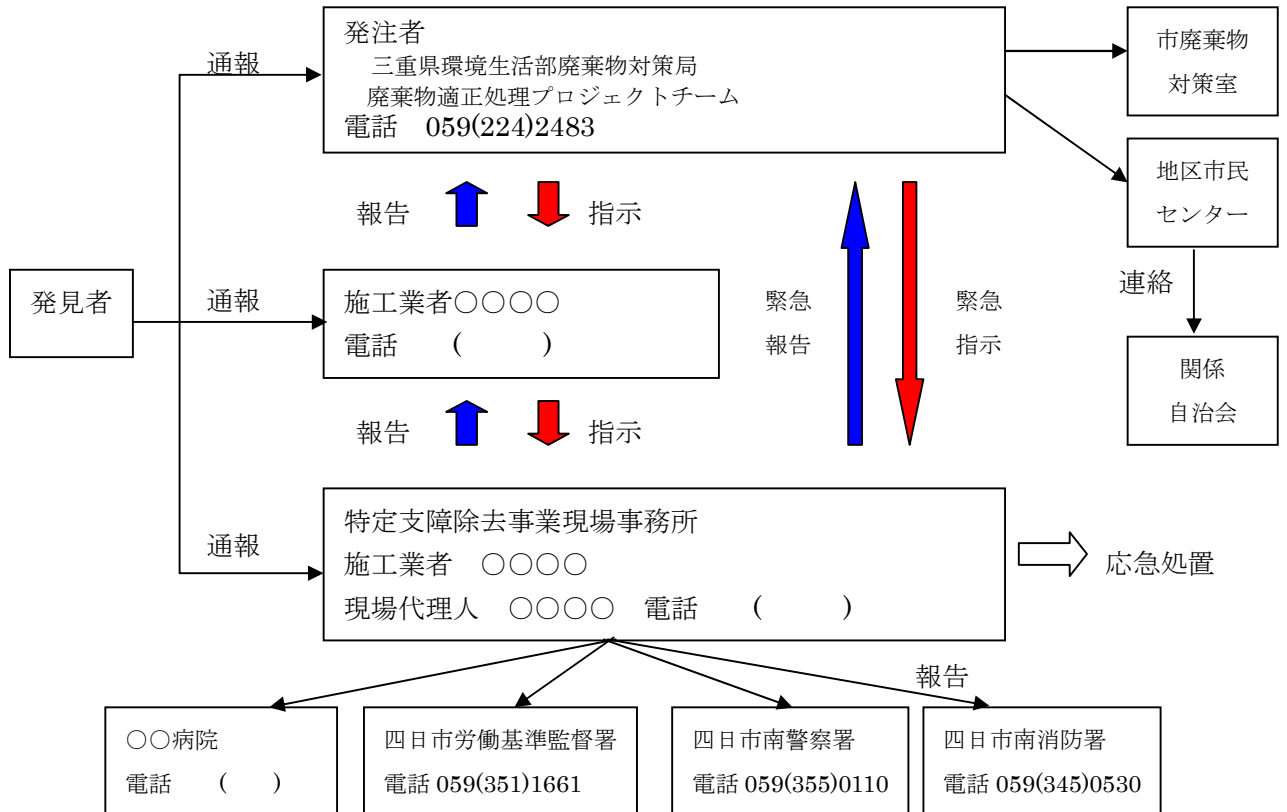 発注者
三重県環境生活部廃棄物対策局
廃棄物適正処理プロジェクトチーム
電話 059(224)2483
市廃棄物
対策室
通報
地区市民
センター
報告
指示
連絡
発見者
通報
施工業者○○○○
電話 ( )
緊急
報告
緊急
指示
関係
自治会
報告
指示
特定支障除去事業現場事務所
施工業者 ○○○○
現場代理人 ○○○○ 電話 ( )
通報
応急処置
報告
○○病院
電話 ( )
四日市労働基準監督署
電話 059(351)1661
四日市南警察署
電話 059(355)0110
四日市南消防署
電話 059(345)0530